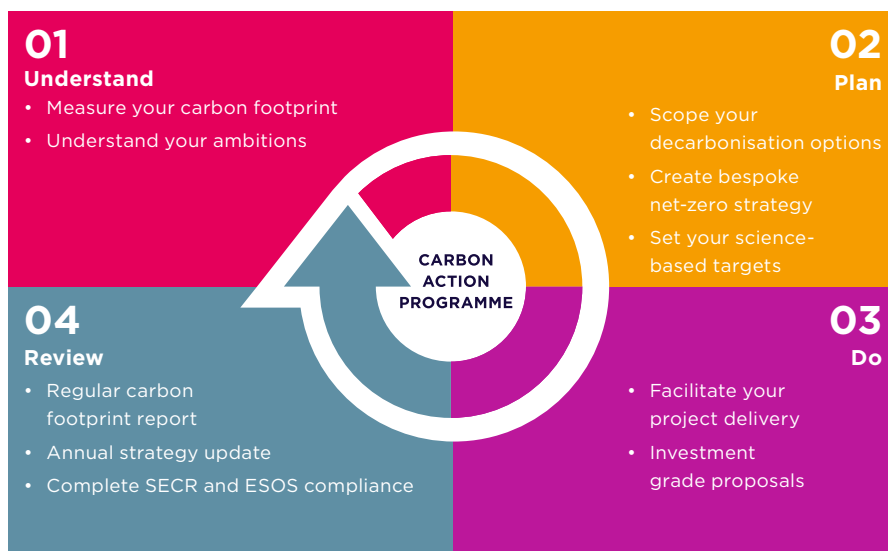 01
Understand
• Measure your carbon footprint
• Understand your ambitions
02
Plan
• Scope your
decarbonisation options
• Create bespoke
net-zero strategy
• Set your science-
based targets
CARBON
ACTION
PROGRAMME
03
Do
• Facilitate your
project delivery
• Investment
grade proposals
04
Review
• Regular carbon
footprint report
• Annual strategy update
• Complete SECR and ESOS compliance